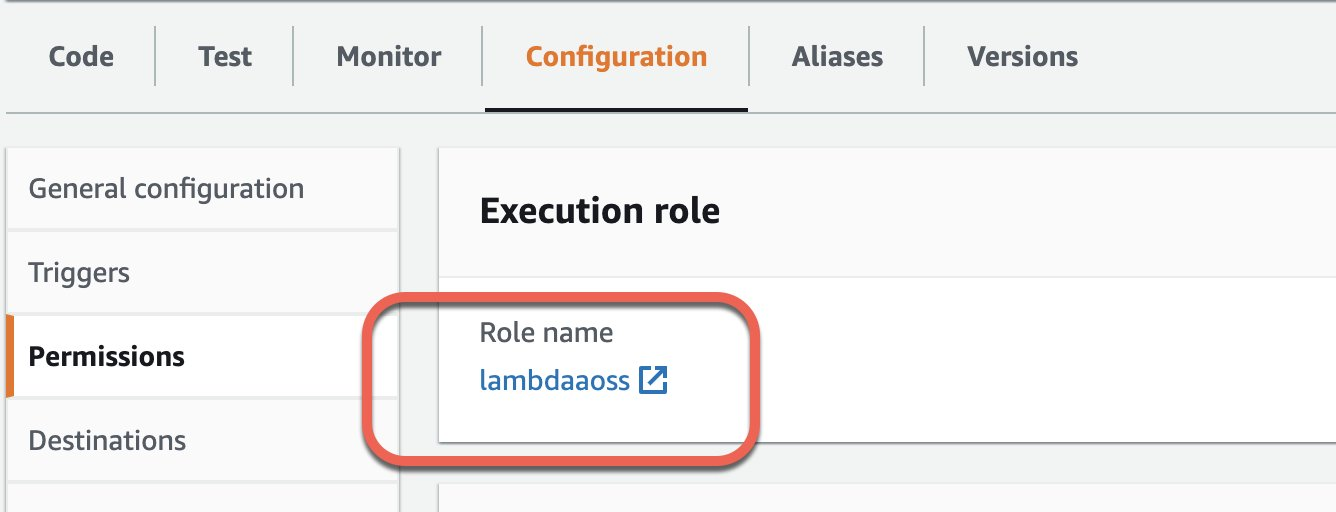 Code Test Monitor Configuration Aliases Versions
General configuration
Triggers
Permissions
Destinations
Execution role
Role name
lambdaaoss